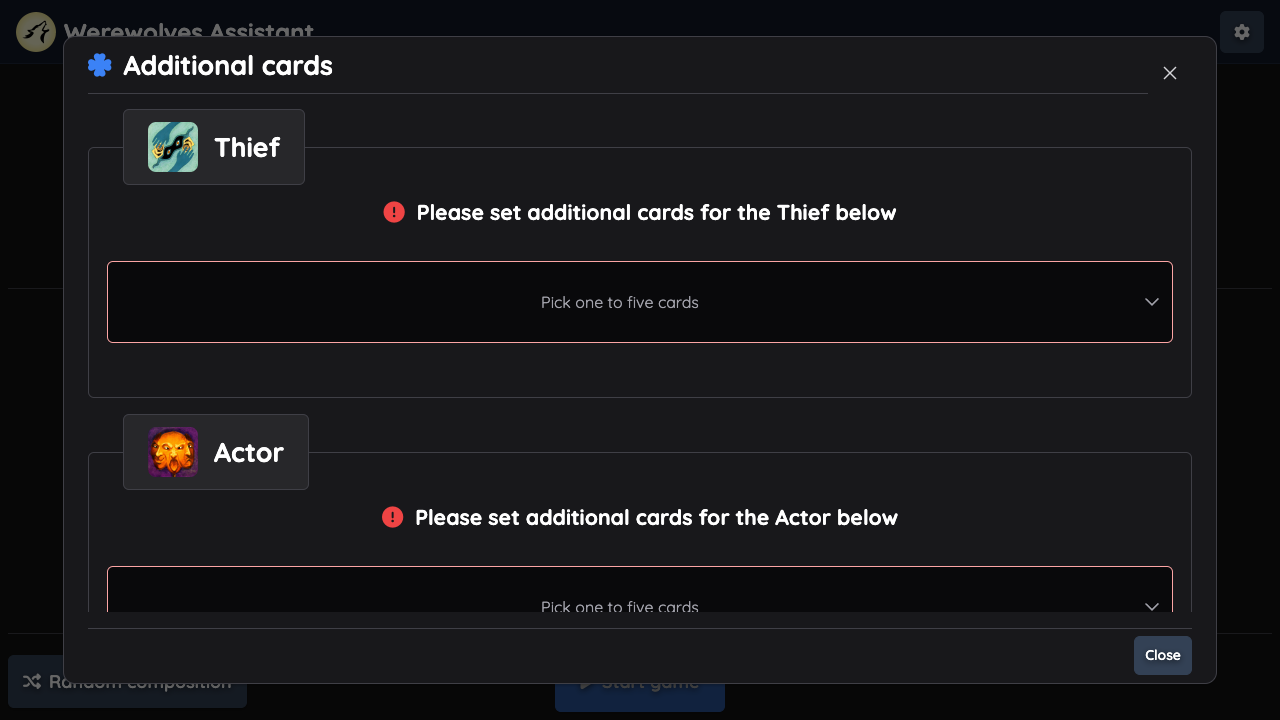 Werewolves Assistant
Additional cards
Thief
Please set additional cards for the Thief below
Pick one to five cards
Actor
Please set additional cards for the Actor below
Pick one to five cards
Close
Random composition
Start game